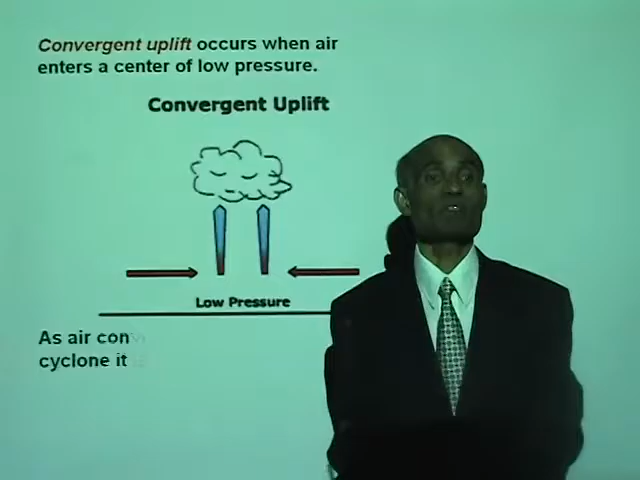 Convergent uplift occurs when air
enters a center of low pressure.
Convergent Uplift
Low Pressure
As air con
cyclone it